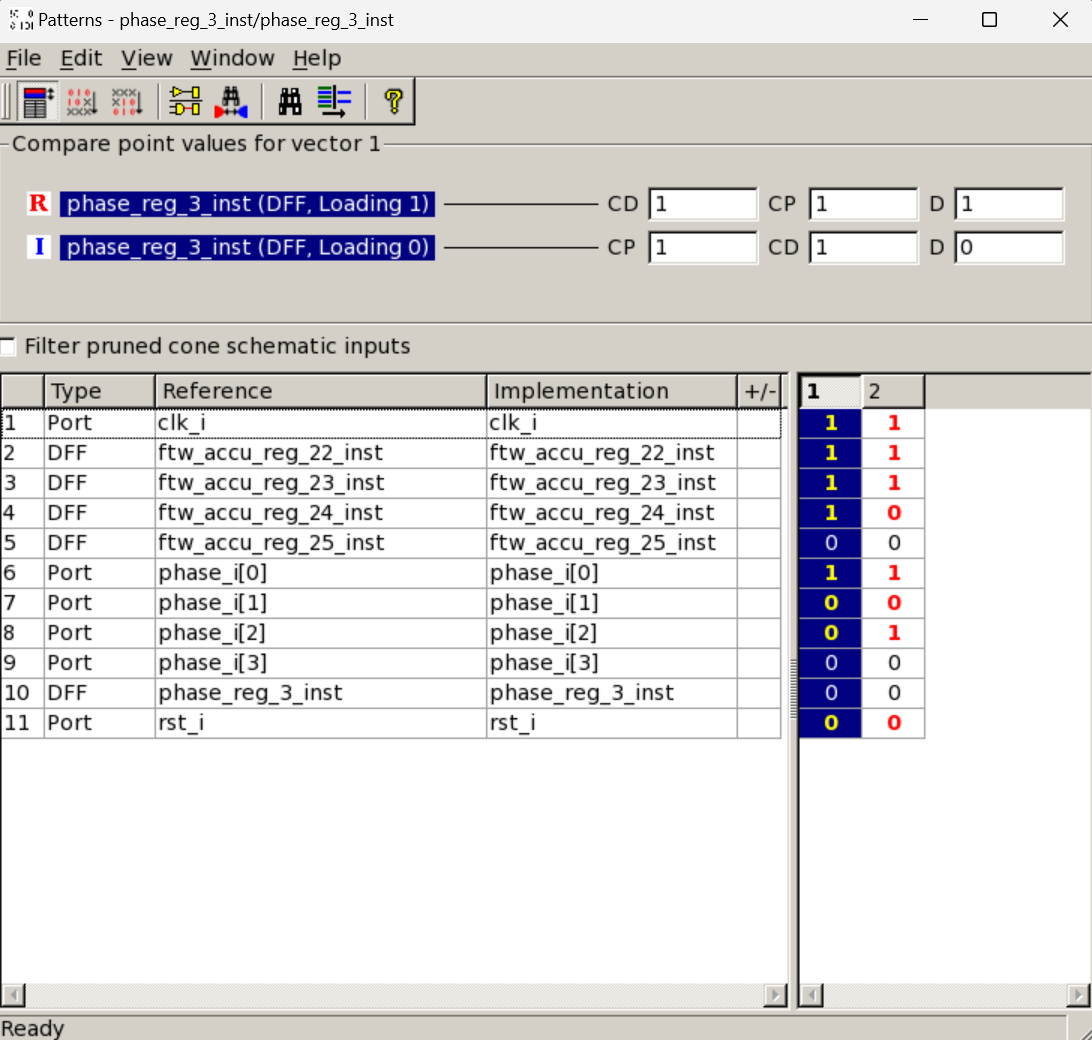 Patterns - phase_reg_3_inst/phase_reg_3_inst
File Edit View Window Help
Compare point values for vector 1
R phase_reg_3_inst (DFF, Loading 1) CD 1 CP 1 D 1
I phase_reg_3_inst (DFF, Loading 0) CP 1 CD 1 D 0
Filter pruned cone schematic inputs
Type Reference Implementation +/- 1 2
1 Port clk_i clk_i 1 1
2 DFF ftw_accu_reg_22_inst ftw_accu_reg_22_inst 1 1
3 DFF ftw_accu_reg_23_inst ftw_accu_reg_23_inst 1 1
4 DFF ftw_accu_reg_24_inst ftw_accu_reg_24_inst 1 0
5 DFF ftw_accu_reg_25_inst ftw_accu_reg_25_inst 0 0
6 Port phase_i[0] phase_i[0] 1 1
7 Port phase_i[1] phase_i[1] 0 0
8 Port phase_i[2] phase_i[2] 0 1
9 Port phase_i[3] phase_i[3] 0 0
10 DFF phase_reg_3_inst phase_reg_3_inst 0 0
11 Port rst_i rst_i 0 0
Ready